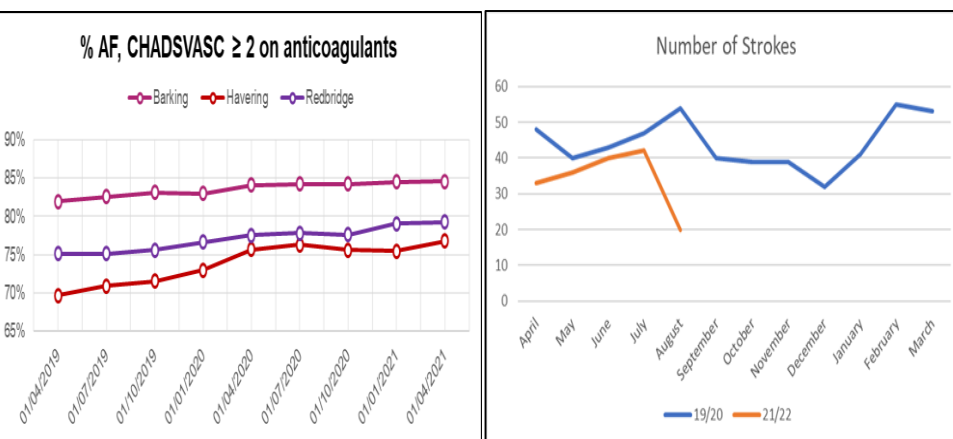 % AF, CHADSVASC ≥ 2 on anticoagulants
Barking Havering Redbridge
90%
85%
80%
75%
70%
65%
01/04/2019 01/07/2019 01/10/2019 01/01/2020 01/04/2020 01/07/2020 01/10/2020 01/01/2021 01/04/2021
Number of Strokes
60
50
40
30
20
10
0
April May June July August September October November December January February March
19/20 21/22